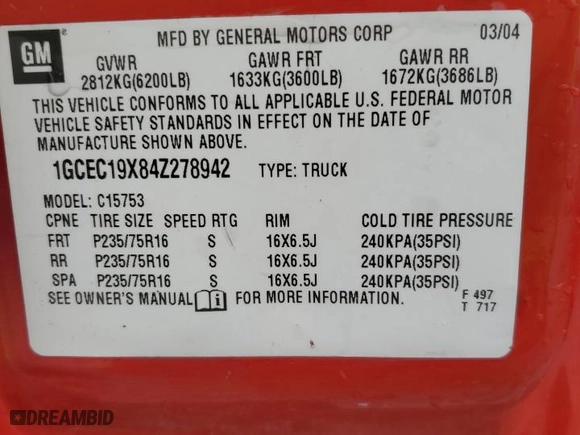 GM
MFD BY GENERAL MOTORS CORP 03/04
GVWR GAWR FRT GAWR RR
2812KG(6200LB) 1633KG(3600LB) 1672KG(3686LB)
THIS VEHICLE CONFORMS TO ALL APPLICABLE U.S. FEDERAL MOTOR
VEHICLE SAFETY STANDARDS IN EFFECT ON THE DATE OF
MANUFACTURE SHOWN ABOVE.
1GCEC19X84Z278942 TYPE: TRUCK
MODEL: C15753
CPNE TIRE SIZE SPEED RTG RIM COLD TIRE PRESSURE
FRT P235/75R16 S 16X6.5J 240KPA(35PSI)
RR P235/75R16 S 16X6.5J 240KPA(35PSI)
SPA P235/75R16 S 16X6.5J 240KPA(35PSI)
SEE OWNER'S MANUAL i FOR MORE INFORMATION.
F 497
T 717
DREAMBID